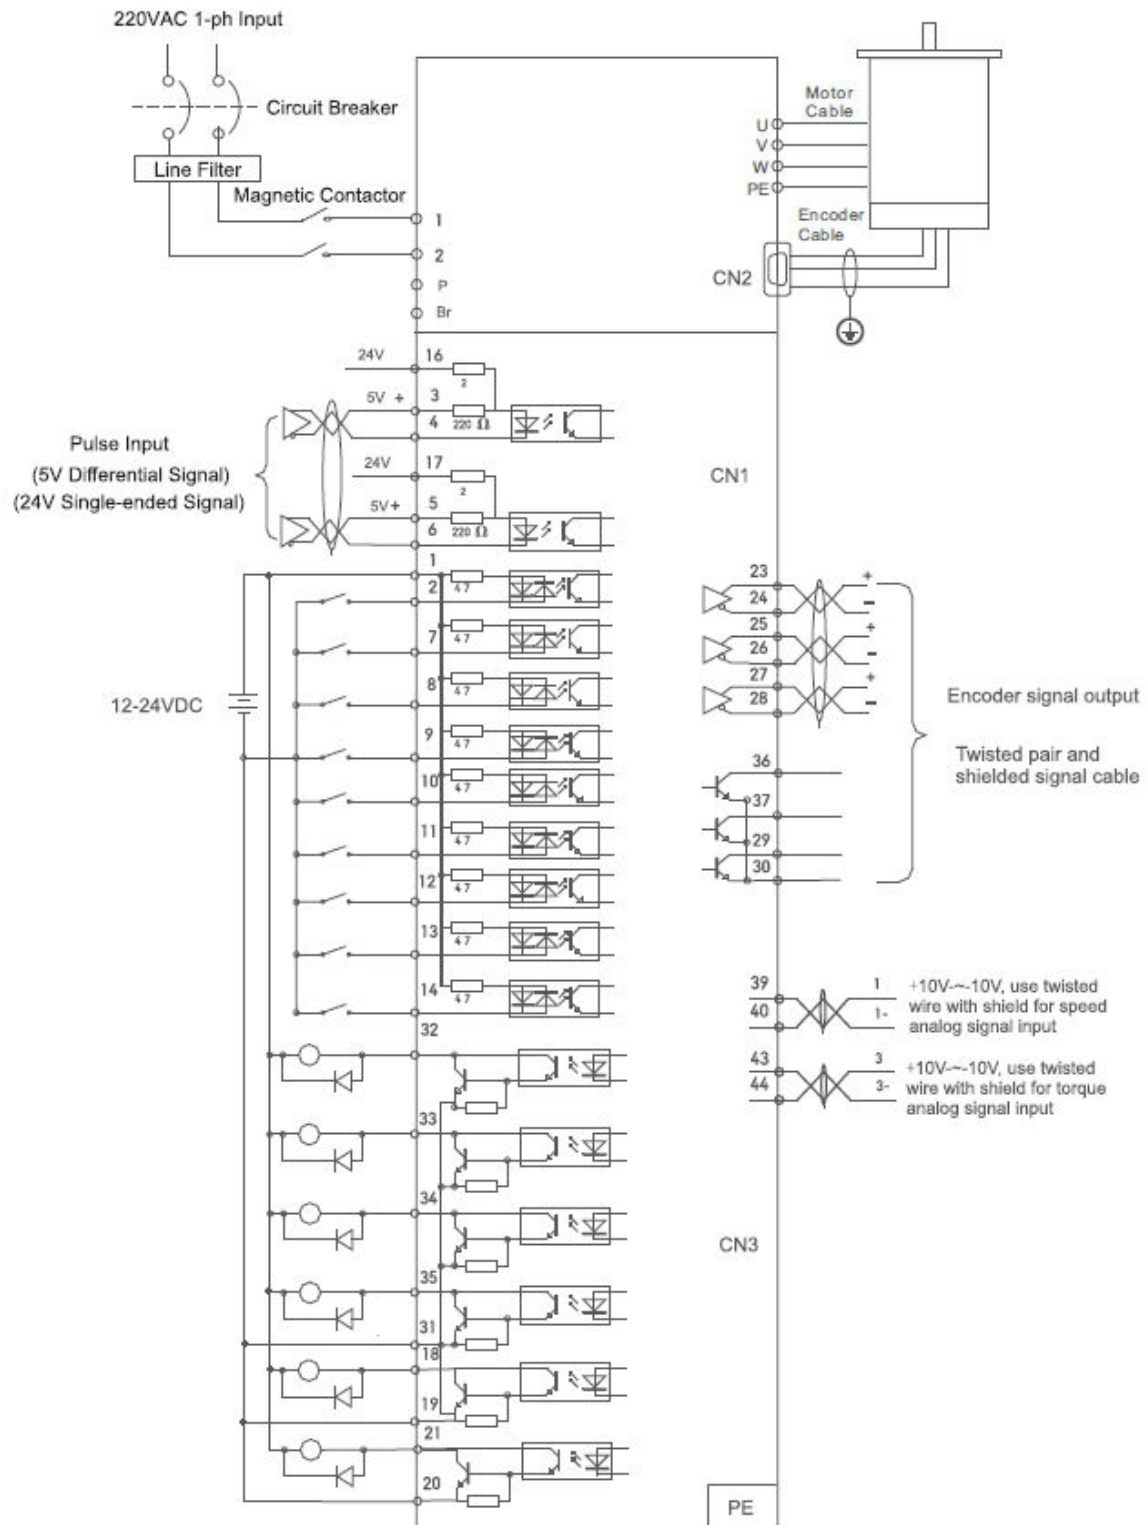 220VAC 1-ph Input
Circuit Breaker
Line Filter
Magnetic Contactor
1
2
P
Br
Motor
Cable
U
V
W
PE
Encoder
Cable
CN2
24V
16
2
5V +
3
4
220 Ω
Pulse Input
(5V Differential Signal)
(24V Single-ended Signal)
24V
17
2
5V+
5
6
220 Ω
CN1
1
2
47
7
47
8
47
12-24VDC
9
47
10
47
11
47
12
47
13
47
14
47
23
+
24
-
25
+
26
-
27
+
28
-
Encoder signal output
Twisted pair and
shielded signal cable
36
37
29
30
39
1
40
1-
+10V~-10V, use twisted
wire with shield for speed
analog signal input
43
3
44
3-
+10V~-10V, use twisted
wire with shield for torque
analog signal input
32
33
34
35
31
18
19
21
20
CN3
PE